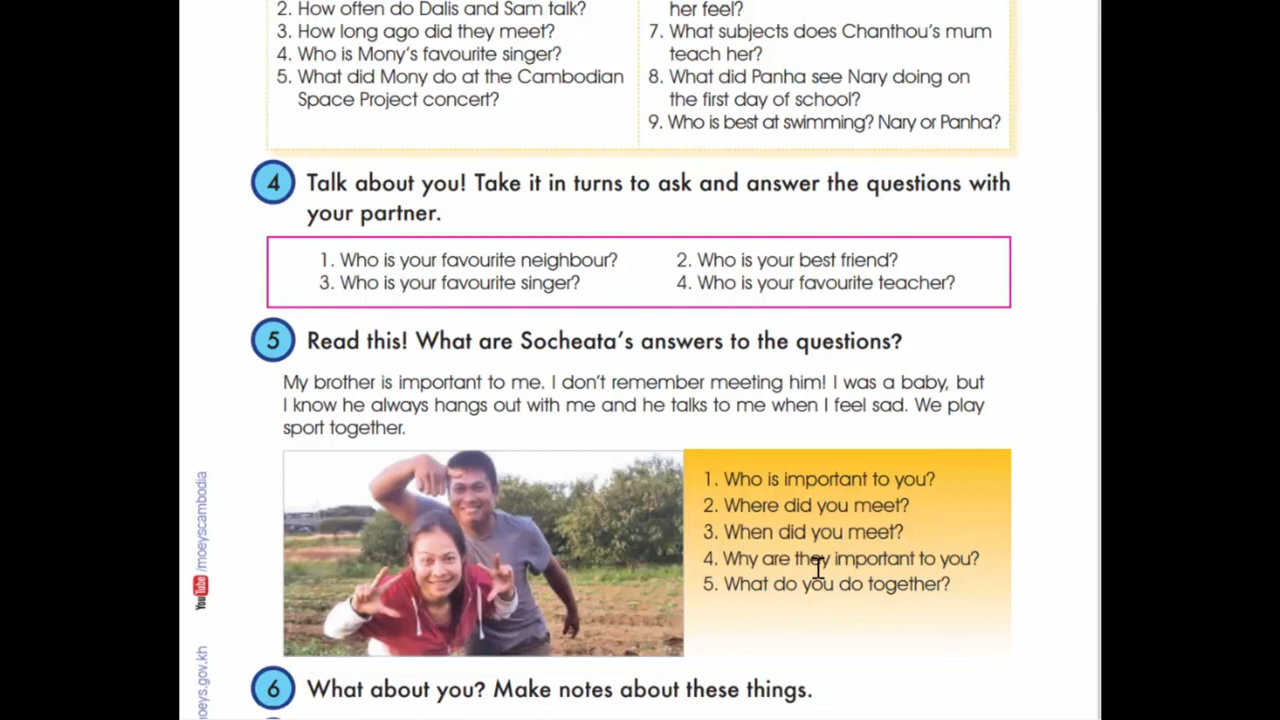 2. How often do Dalis and Sam talk?
3. How long ago did they meet?
4. Who is Mony's favourite singer?
5. What did Mony do at the Cambodian
Space Project concert?
her feel?
7. What subjects does Chanthou's mum
teach her?
8. What did Panha see Nary doing on
the first day of school?
9. Who is best at swimming? Nary or Panha?
4 Talk about you! Take it in turns to ask and answer the questions with
your partner.
1. Who is your favourite neighbour?
2. Who is your best friend?
3. Who is your favourite singer?
4. Who is your favourite teacher?
5 Read this! What are Socheata's answers to the questions?
My brother is important to me. I don't remember meeting him! I was a baby, but
I know he always hangs out with me and he talks to me when I feel sad. We play
sport together.
1. Who is important to you?
2. Where did you meet?
3. When did you meet?
4. Why are they important to you?
5. What do you do together?
6 What about you? Make notes about these things.
YouTube /moeyscambodia
oeys.gov.kh